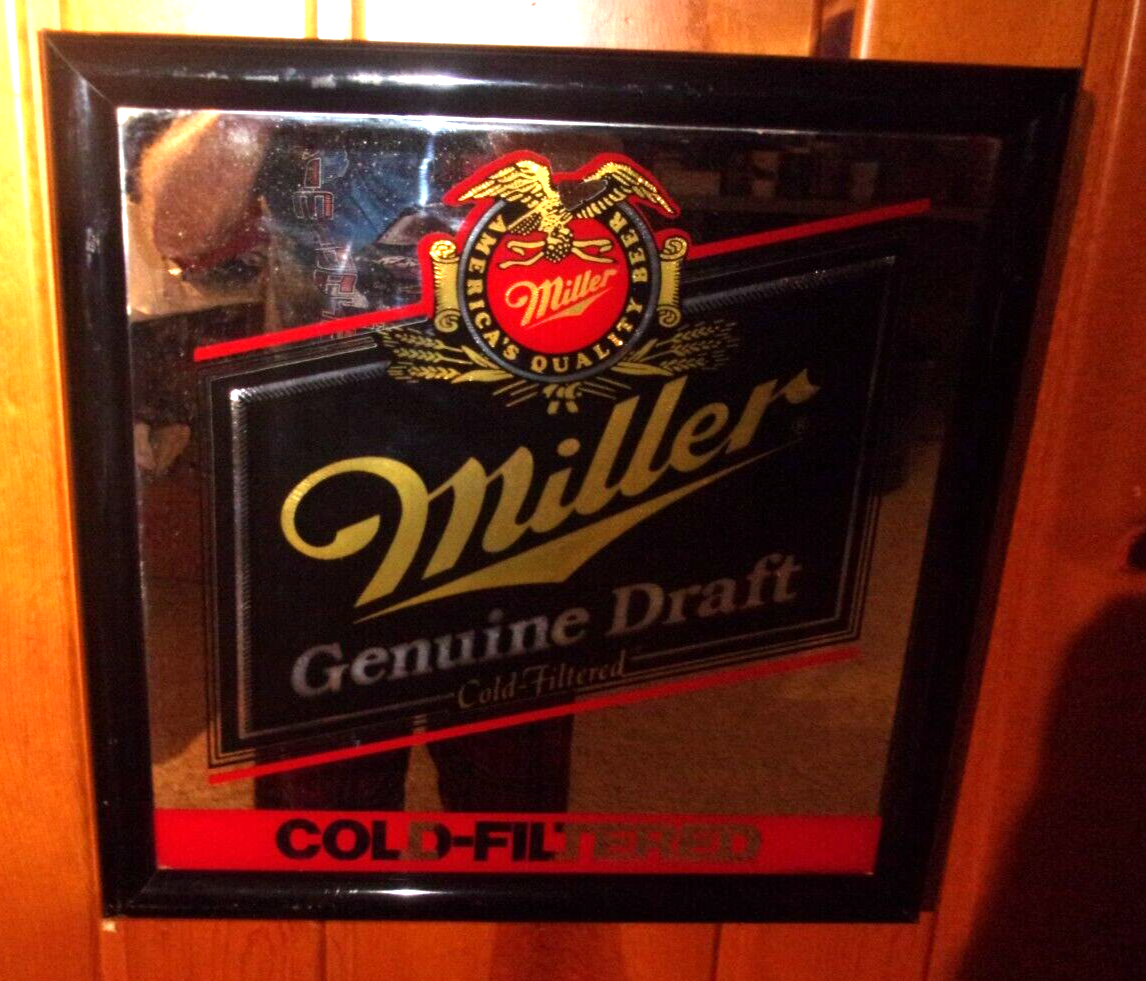 AMERICA'S QUALITY BEER
Miller
Miller ®
Genuine Draft
Cold-Filtered
COLD-FILTERED